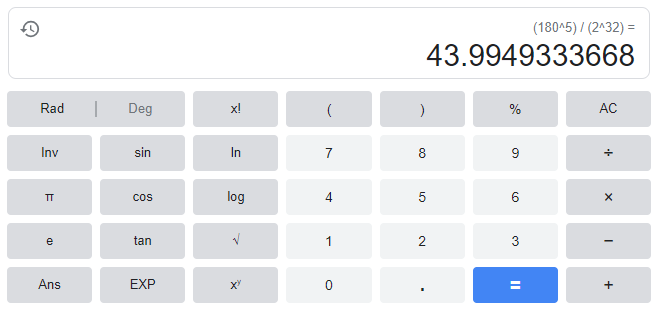 (180^5) / (2^32) =
43.9949333668
Rad | Deg x! ( ) % AC
Inv sin ln 7 8 9 ÷
π cos log 4 5 6 ×
e tan √ 1 2 3 −
Ans EXP xʸ 0 . = +